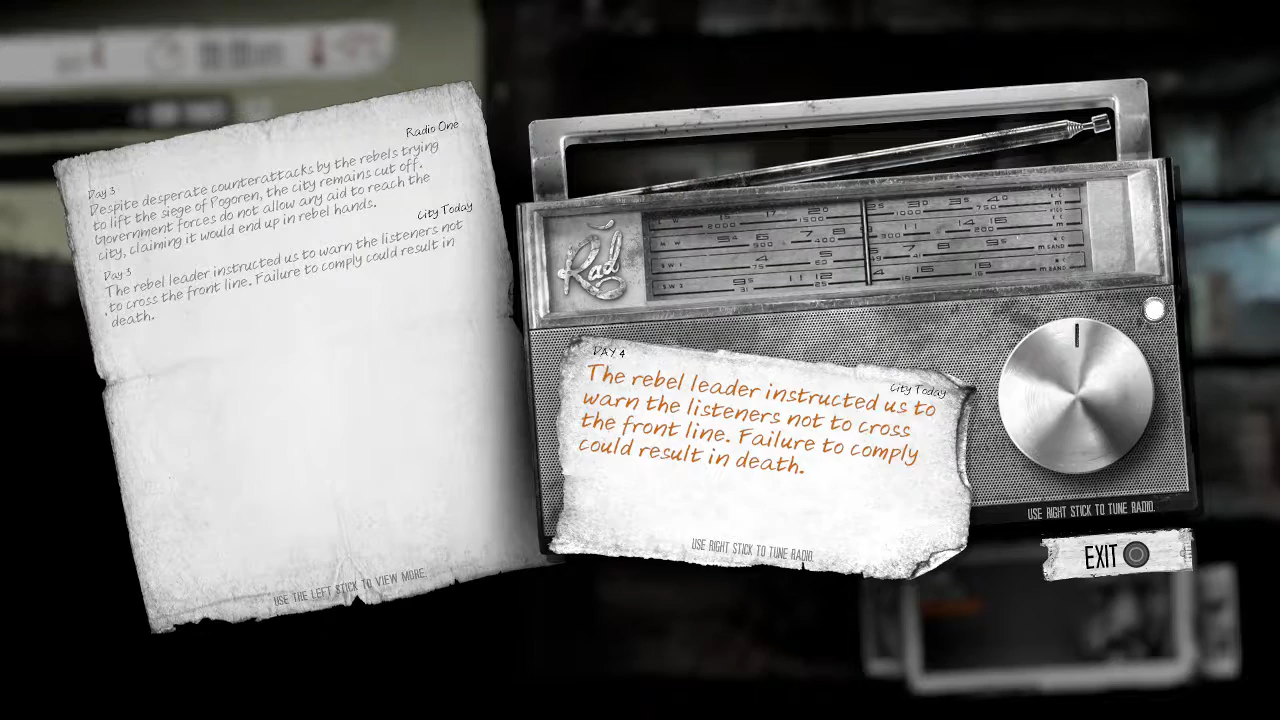 Radio One
Day 3
Despite desperate counterattacks by the rebels trying
to lift the siege of Pogoren, the city remains cut off.
Government forces do not allow any aid to reach the
city, claiming it would end up in rebel hands.
City Today
Day 3
The rebel leader instructed us to warn the listeners not
to cross the front line. Failure to comply could result in
death.
USE THE LEFT STICK TO VIEW MORE.
Rad
DAY 4
City Today
The rebel leader instructed us to
warn the listeners not to cross
the front line. Failure to comply
could result in death.
USE RIGHT STICK TO TUNE RADIO.
USE RIGHT STICK TO TUNE RADIO.
EXIT